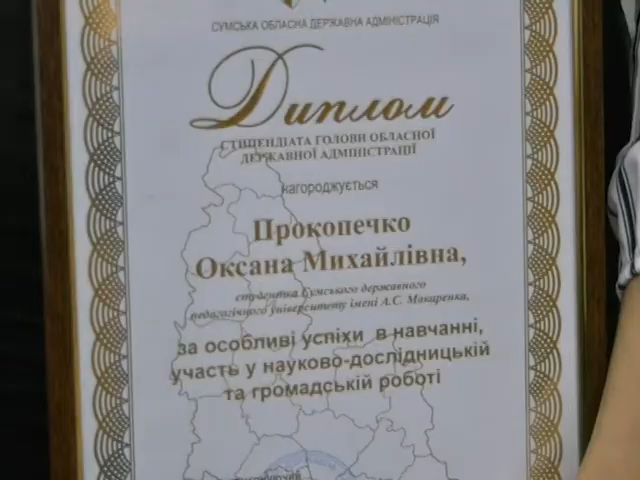 СУМСЬКА ОБЛАСНА ДЕРЖАВНА АДМІНІСТРАЦІЯ
Диплом
СТИПЕНДІАТА ГОЛОВИ ОБЛАСНОЇ
ДЕРЖАВНОЇ АДМІНІСТРАЦІЇ
нагороджується
Прокопечко
Оксана Михайлівна,
студентка Сумського державного
педагогічного університету імені А.С. Макаренка,
за особливі успіхи в навчанні,
участь у науково-дослідницькій
та громадській роботі